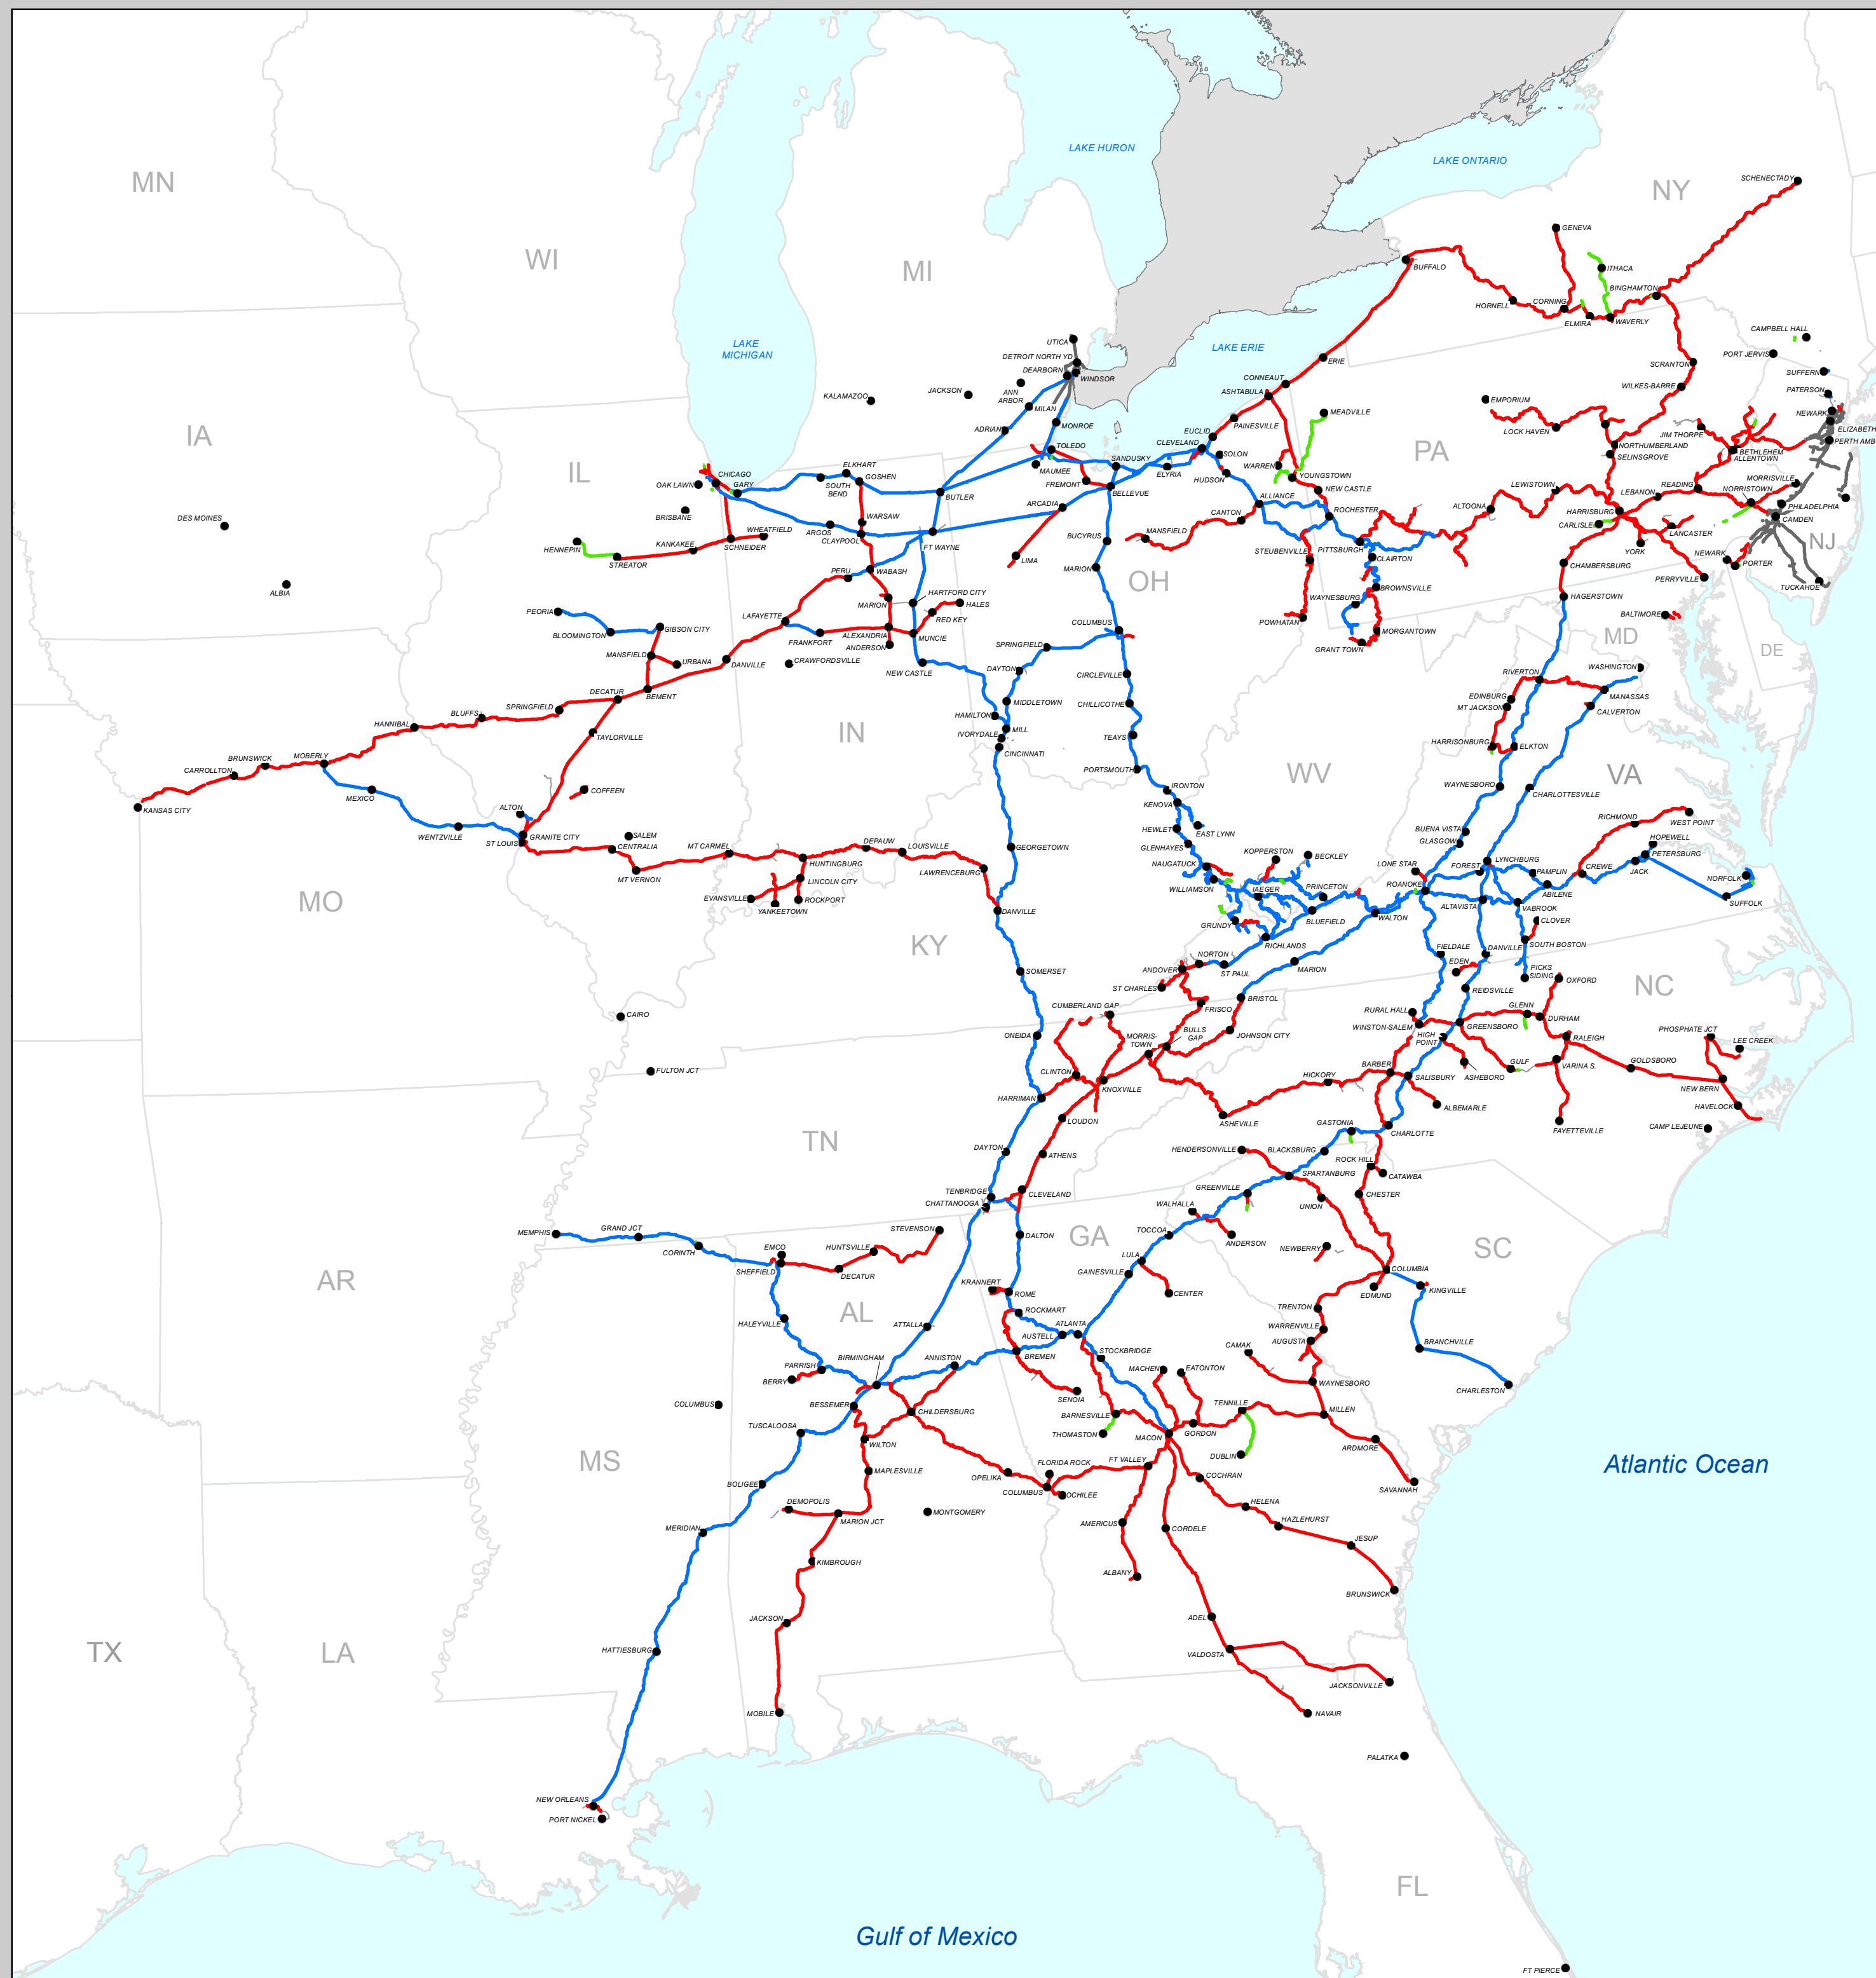 LAKE HURON
LAKE ONTARIO
MN
SCHENECTADY
NY
GENEVA
WI
MI
BUFFALO
ITHACA
BINGHAMTON
HORNELL
CORNING
ELMIRA
WAVERLY
CAMPBELL HALL
UTICA
LAKE
MICHIGAN
LAKE ERIE
DETROIT NORTH YD
DEARBORN
WINDSOR
ERIE
PORT JERVIS
SCRANTON
SUFFERN
CONNEAUT
ASHTABULA
WILKES-BARRE
PATERSON
JACKSON
KALAMAZOO
ANN
ARBOR
MILAN
EMPORIUM
MEADVILLE
NEWARK
IA
ADRIAN
MONROE
PAINESVILLE
EUCLID
CLEVELAND
LOCK HAVEN
JIM THORPE
ELIZABETH
PERTH AMB
PA
NORTHUMBERLAND
SELINSGROVE
BETHLEHEM
ALLENTOWN
TOLEDO
MAUMEE
SANDUSKY
SOLON
ELYRIA
HUDSON
WARREN
YOUNGSTOWN
IL
CHICAGO
GARY
OAK LAWN
ELKHART
GOSHEN
SOUTH
BEND
FREMONT
BELLEVUE
NEW CASTLE
LEWISTOWN
READING
LEBANON
MORRISVILLE
NORRISTOWN
BUTLER
ARCADIA
ALLIANCE
CANTON
ROCHESTER
ALTOONA
HARRISBURG
CARLISLE
PHILADELPHIA
CAMDEN
DES MOINES
BRISBANE
WHEATFIELD
WARSAW
ARGOS
CLAYPOOL
FT WAYNE
BUCYRUS
MANSFIELD
STEUBENVILLE
PITTSBURGH
LANCASTER
YORK
NJ
HENNEPIN
STREATOR
KANKAKEE
SCHNEIDER
LIMA
CLAIRTON
CHAMBERSBURG
NEWARK
PORTER
PERRYVILLE
TUCKAHOE
ALBIA
PERU
WABASH
MARION
OH
BROWNSVILLE
WAYNESBURG
HAGERSTOWN
PEORIA
MARION
HARTFORD CITY
HALES
RED KEY
BALTIMORE
BLOOMINGTON
GIBSON CITY
LAFAYETTE
FRANKFORT
ALEXANDRIA
ANDERSON
MUNCIE
COLUMBUS
POWHATAN
MORGANTOWN
GRANT TOWN
MD
DE
MANSFIELD
URBANA
DANVILLE
CRAWFORDSVILLE
NEW CASTLE
SPRINGFIELD
DAYTON
CIRCLEVILLE
RIVERTON
WASHINGTON
DECATUR
BEMENT
MIDDLETOWN
CHILLICOTHE
EDINBURG
MT JACKSON
MANASSAS
CALVERTON
HANNIBAL
BLUFFS
SPRINGFIELD
TAYLORVILLE
IN
HAMILTON
IVORYDALE
MILL
CINCINNATI
TEAYS
HARRISONBURG
ELKTON
CARROLLTON
BRUNSWICK
MOBERLY
PORTSMOUTH
WV
VA
MEXICO
COFFEEN
IRONTON
KENOVA
WAYNESBORO
CHARLOTTESVILLE
KANSAS CITY
ALTON
WENTZVILLE
GRANITE CITY
ST LOUIS
SALEM
CENTRALIA
MT CARMEL
DEPAUW
LOUISVILLE
GEORGETOWN
HEWLET
EAST LYNN
GLENHAYES
BUENA VISTA
GLASGOW
RICHMOND
WEST POINT
HOPEWELL
PETERSBURG
MT VERNON
HUNTINGBURG
LAWRENCEBURG
NAUGATUCK
KOPPERSTON
BECKLEY
LONE STAR
FOREST
LYNCHBURG
PAMPLIN
CREWE
JACK
LINCOLN CITY
WILLIAMSON
IAEGER
PRINCETON
ROANOKE
ABILENE
NORFOLK
MO
EVANSVILLE
YANKEETOWN
ROCKPORT
DANVILLE
GRUNDY
BLUEFIELD
WALTON
ALTAVISTA
VABROOK
SUFFOLK
CLOVER
KY
RICHLANDS
SOUTH BOSTON
NORTON
ST PAUL
FIELDALE
DANVILLE
EDEN
SOMERSET
ANDOVER
MARION
PICKS
SIDING
OXFORD
ST CHARLES
BRISTOL
REIDSVILLE
NC
CAIRO
CUMBERLAND GAP
FRISCO
RURAL HALL
WINSTON-SALEM
GREENSBORO
GLENN
DURHAM
ONEIDA
MORRIS-
TOWN
BULLS
GAP
JOHNSON CITY
HIGH
POINT
RALEIGH
PHOSPHATE JCT
LEE CREEK
FULTON JCT
CLINTON
KNOXVILLE
HICKORY
BARBER
SALISBURY
ASHEBORO
GULF
VARINA S.
GOLDSBORO
NEW BERN
HARRIMAN
LOUDON
ASHEVILLE
ALBEMARLE
HAVELOCK
TN
GASTONIA
CHARLOTTE
FAYETTEVILLE
CAMP LEJEUNE
DAYTON
ATHENS
HENDERSONVILLE
BLACKSBURG
ROCK HILL
CATAWBA
SPARTANBURG
TENBRIDGE
CHATTANOOGA
CLEVELAND
GREENVILLE
CHESTER
WALHALLA
UNION
MEMPHIS
GRAND JCT
CORINTH
STEVENSON
DALTON
GA
TOCCOA
ANDERSON
SC
EMCO
SHEFFIELD
HUNTSVILLE
DECATUR
LULA
NEWBERRY
GAINESVILLE
COLUMBIA
AR
KRANNERT
ROME
CENTER
EDMUND
KINGVILLE
AL
ROCKMART
TRENTON
HALEYVILLE
ATTALLA
AUSTELL
ATLANTA
WARRENVILLE
AUGUSTA
BRANCHVILLE
BIRMINGHAM
ANNISTON
BREMEN
STOCKBRIDGE
CAMAK
PARRISH
BERRY
MACHEN
EATONTON
WAYNESBORO
CHARLESTON
COLUMBUS
BESSEMER
SENOIA
CHILDERSBURG
BARNESVILLE
TENNILLE
MILLEN
TUSCALOOSA
THOMASTON
MACON
GORDON
WILTON
ARDMORE
MS
DUBLIN
Atlantic Ocean
MAPLESVILLE
FLORIDA ROCK
FT VALLEY
BOLIGEE
OPELIKA
COLUMBUS
OCHILEE
COCHRAN
SAVANNAH
DEMOPOLIS
MARION JCT
MONTGOMERY
HELENA
MERIDIAN
AMERICUS
CORDELE
HAZLEHURST
JESUP
KIMBROUGH
ALBANY
BRUNSWICK
JACKSON
ADEL
HATTIESBURG
TX
LA
VALDOSTA
JACKSONVILLE
MOBILE
NAVAIR
PALATKA
NEW ORLEANS
PORT NICKEL
FL
Gulf of Mexico
FT PIERCE